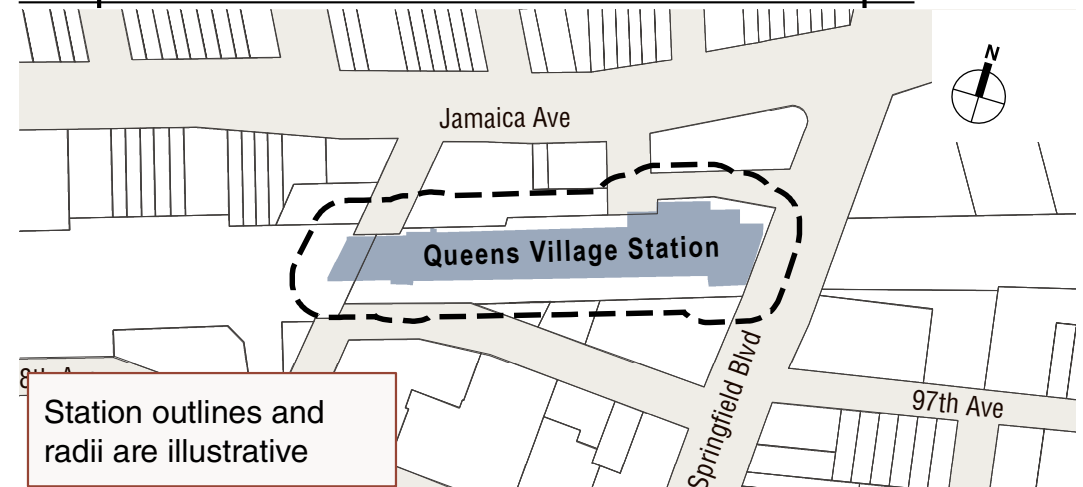 N
Jamaica Ave
Queens Village Station
Springfield Blvd
97th Ave
Station outlines and
radii are illustrative